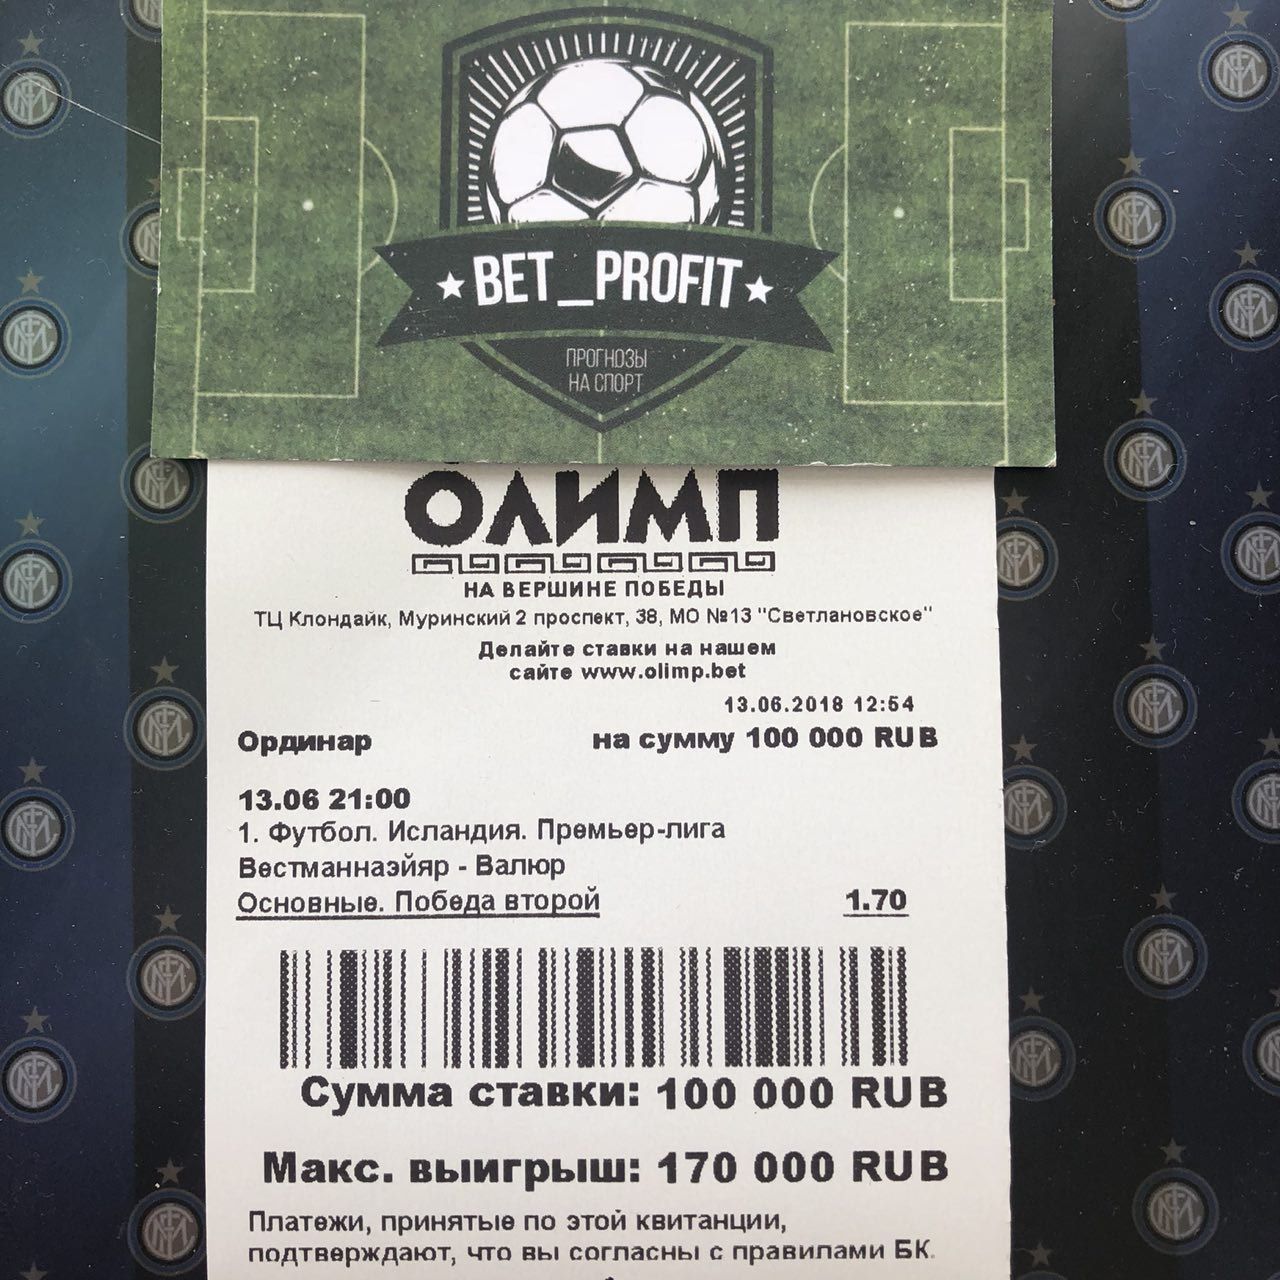 BET_PROFIT
ПРОГНОЗЫ
НА СПОРТ
ОЛИМП
НА ВЕРШИНЕ ПОБЕДЫ
ТЦ Клондайк, Муринский 2 проспект, 38, МО №13 "Светлановское"
Делайте ставки на нашем
сайте www.olimp.bet
13.06.2018 12:54
Ординар на сумму 100 000 RUB
13.06 21:00
1. Футбол. Исландия. Премьер-лига
Вестманнаэйяр - Валюр
Основные. Победа второй 1.70
Сумма ставки: 100 000 RUB
Макс. выигрыш: 170 000 RUB
Платежи, принятые по этой квитанции,
подтверждают, что вы согласны с правилами БК.